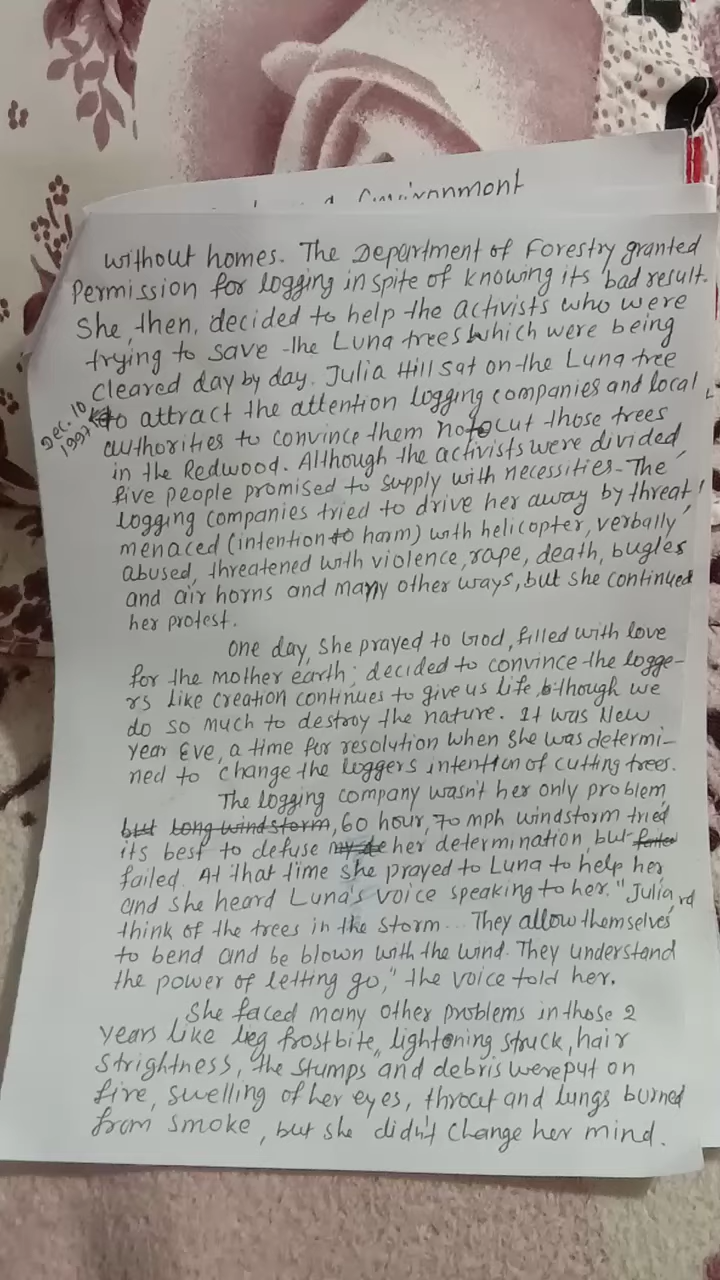 Environment
without homes. The Department of Forestry granted
Permission for logging inspite of knowing its bad result.
She, then, decided to help the activists who were
trying to save the Luna trees which were being
cleared day by day. Julia Hill sat on the Luna tree
Dec. 10 1997 to attract the attention logging companies and local
authorities to convince them not to cut those trees
in the Redwood. Although the activists were divided,
five people promised to supply with necessities. The
logging companies tried to drive her away by threat,
menaced (intention to harm) with helicopter, verbally
abused, threatened with violence, rape, death, bugles
and air horns and many other ways, but she continued
her protest.
One day, she prayed to God, filled with love
for the mother earth; decided to convince the logge-
rs like creation continues to give us life although we
do so much to destroy the nature. It was New
Year Eve, a time for resolution when she was determi-
ned to change the loggers intention of cutting trees.
The logging company wasn't her only problem,
but long windstorm, 60 hour, 70 mph windstorm tried
its best to defuse her determination, but failed
failed. At that time she prayed to Luna to help her
and she heard Luna's voice speaking to her. "Julia,
think of the trees in the storm... They allow themselves
to bend and be blown with the wind. They understand
the power of letting go," the voice told her.
She faced many other problems in those 2
years like leg frostbite, lightening struck, hair
strightness, the stumps and debris were put on
fire, swelling of her eyes, throat and lungs burned
from smoke, but she didn't change her mind.